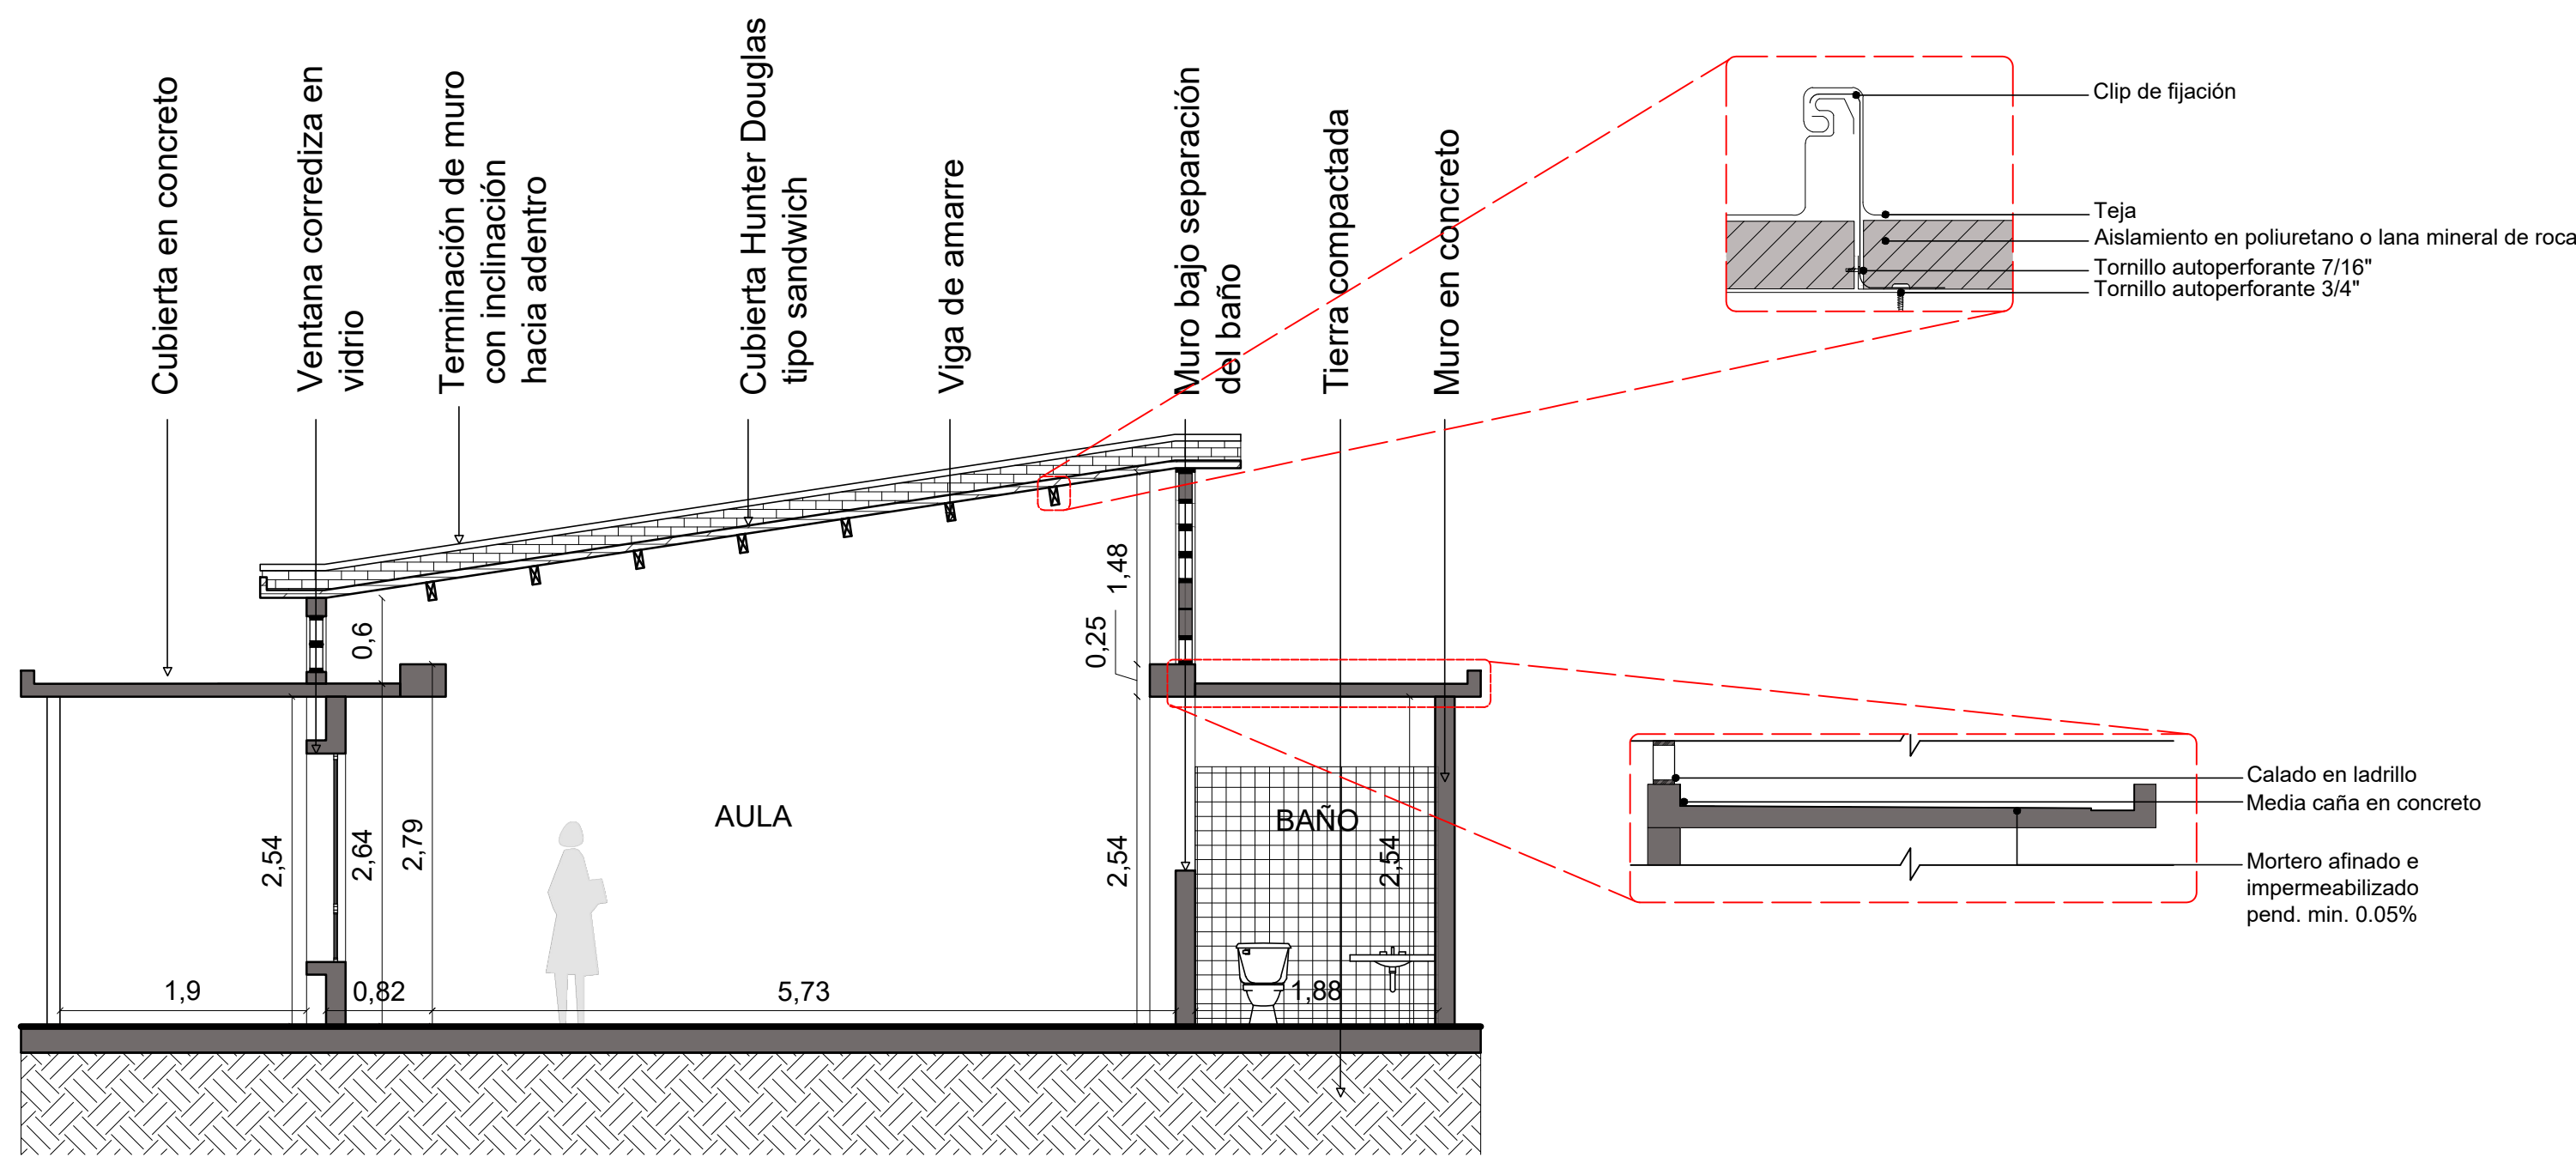 Cubierta en concreto
Ventana corrediza en
vidrio
Terminación de muro
con inclinación
hacia adentro
Cubierta Hunter Douglas
tipo sandwich
Viga de amarre
Muro bajo separación
del baño
Tierra compactada
Muro en concreto
Clip de fijación
Teja
Aislamiento en poliuretano o lana mineral de roca
Tornillo autoperforante 7/16"
Tornillo autoperforante 3/4"
0,6
1,48
0,25
2,54
2,64
2,79
AULA
2,54
BAÑO
2,54
1,9
0,82
5,73
1,88
Calado en ladrillo
Media caña en concreto
Mortero afinado e
impermeabilizado
pend. min. 0.05%